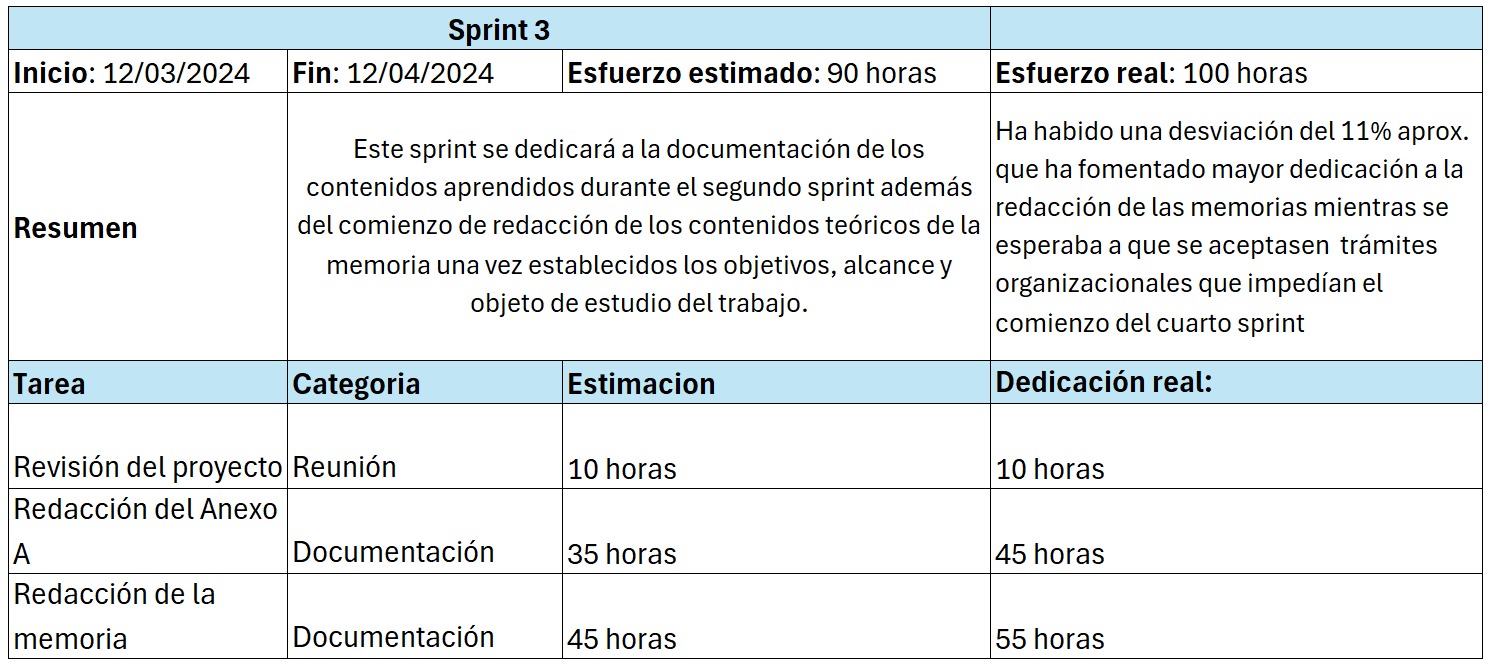 Sprint 3
Inicio: 12/03/2024 Fin: 12/04/2024 Esfuerzo estimado: 90 horas Esfuerzo real: 100 horas
Resumen
Este sprint se dedicará a la documentación de los
contenidos aprendidos durante el segundo sprint además
del comienzo de redacción de los contenidos teóricos de la
memoria una vez establecidos los objetivos, alcance y
objeto de estudio del trabajo.
Ha habido una desviación del 11% aprox.
que ha fomentado mayor dedicación a la
redacción de las memorias mientras se
esperaba a que se aceptasen trámites
organizacionales que impedían el
comienzo del cuarto sprint
Tarea Categoria Estimacion Dedicación real:
Revisión del proyecto Reunión 10 horas 10 horas
Redacción del Anexo
A Documentación 35 horas 45 horas
Redacción de la
memoria Documentación 45 horas 55 horas